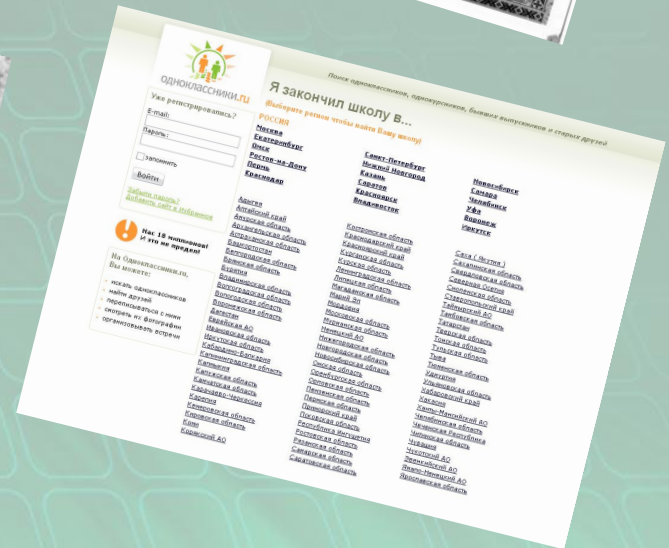 Поиск одноклассников, однокурсников, бывших выпускников и старых друзей
одноклассники.ru
Я закончил школу в...
(Выберите регион чтобы найти Вашу школу)
Уже регистрировались?
E-mail:
Пароль:
запомнить
Войти
Забыли пароль?
Добавить сайт в Избранное
Нас 18 миллионов!
И это не предел!
На Одноклассники.ru,
Вы можете:
- искать одноклассников
- найти друзей
- переписываться с ними
- смотреть их фотографии
- организовывать встречи
РОССИЯ
Москва
Екатеринбург
Омск
Ростов-на-Дону
Пермь
Краснодар
Санкт-Петербург
Нижний Новгород
Казань
Саратов
Красноярск
Владивосток
Новосибирск
Самара
Челябинск
Уфа
Воронеж
Иркутск
Адыгея
Алтайский край
Амурская область
Архангельская область
Астраханская область
Башкортостан
Белгородская область
Брянская область
Бурятия
Владимирская область
Волгоградская область
Вологодская область
Воронежская область
Дагестан
Еврейская АО
Ивановская область
Иркутская область
Кабардино-Балкария
Калининградская область
Калмыкия
Калужская область
Камчатская область
Карачаево-Черкессия
Карелия
Кемеровская область
Кировская область
Коми
Корякский АО
Костромская область
Краснодарский край
Красноярский край
Курганская область
Курская область
Ленинградская область
Липецкая область
Магаданская область
Марий Эл
Мордовия
Московская область
Мурманская область
Ненецкий АО
Нижегородская область
Новгородская область
Новосибирская область
Омская область
Оренбургская область
Орловская область
Пензенская область
Пермская область
Приморский край
Псковская область
Республика Ингушетия
Ростовская область
Рязанская область
Самарская область
Саратовская область
Саха ( Якутия )
Сахалинская область
Свердловская область
Северная Осетия
Смоленская область
Ставропольский край
Таймырский АО
Тамбовская область
Татарстан
Тверская область
Томская область
Тульская область
Тыва
Тюменская область
Удмуртия
Ульяновская область
Хабаровский край
Хакасия
Ханты-Мансийский АО
Челябинская область
Чеченская Республика
Читинская область
Чувашия
Чукотский АО
Эвенкийский АО
Ямало-Ненецкий АО
Ярославская область